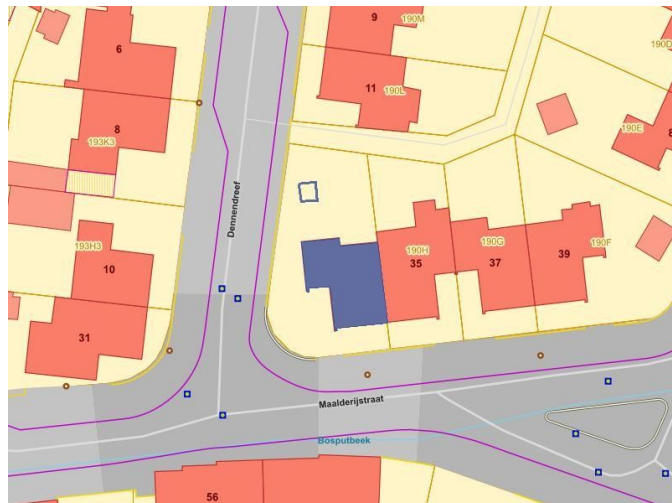 9
190M
6
190D
11
190L
8
190E
193K3
Dennendreef
193H3
190H
35
190G
37
39
190F
10
31
Maalderijstraat
Bosputbeek
56